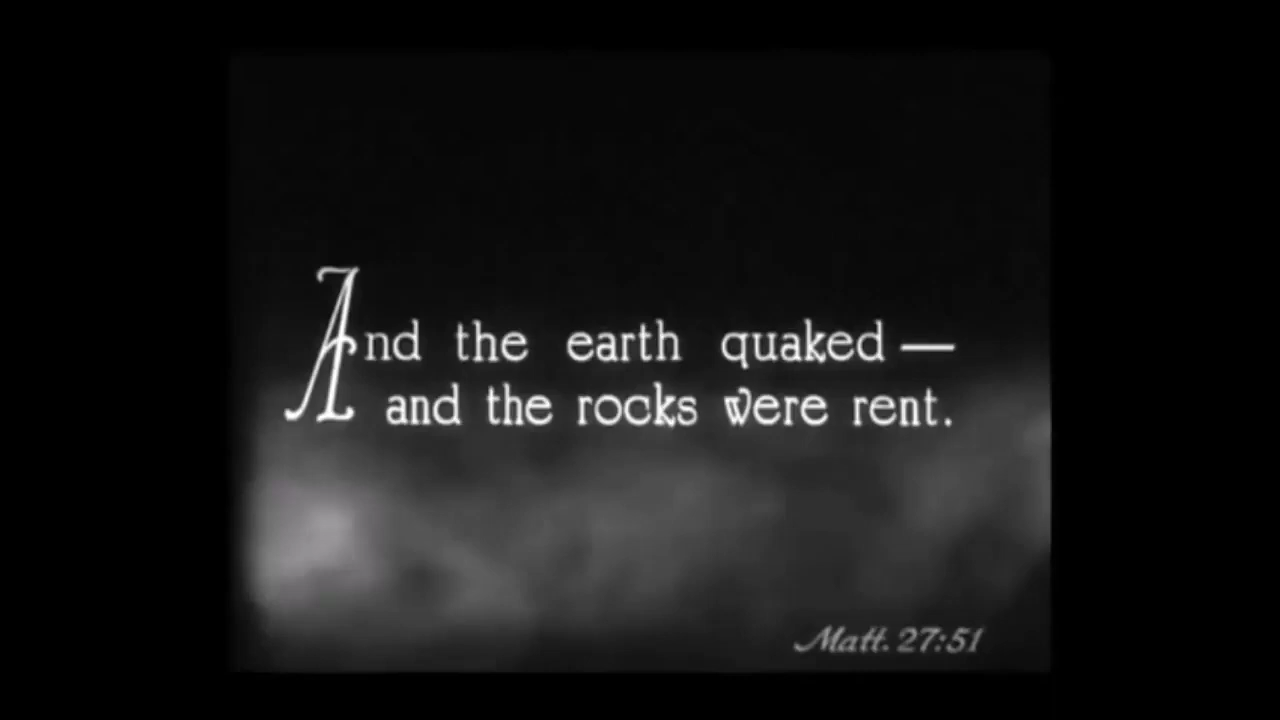 And the earth quaked —
and the rocks were rent.
Matt. 27:51